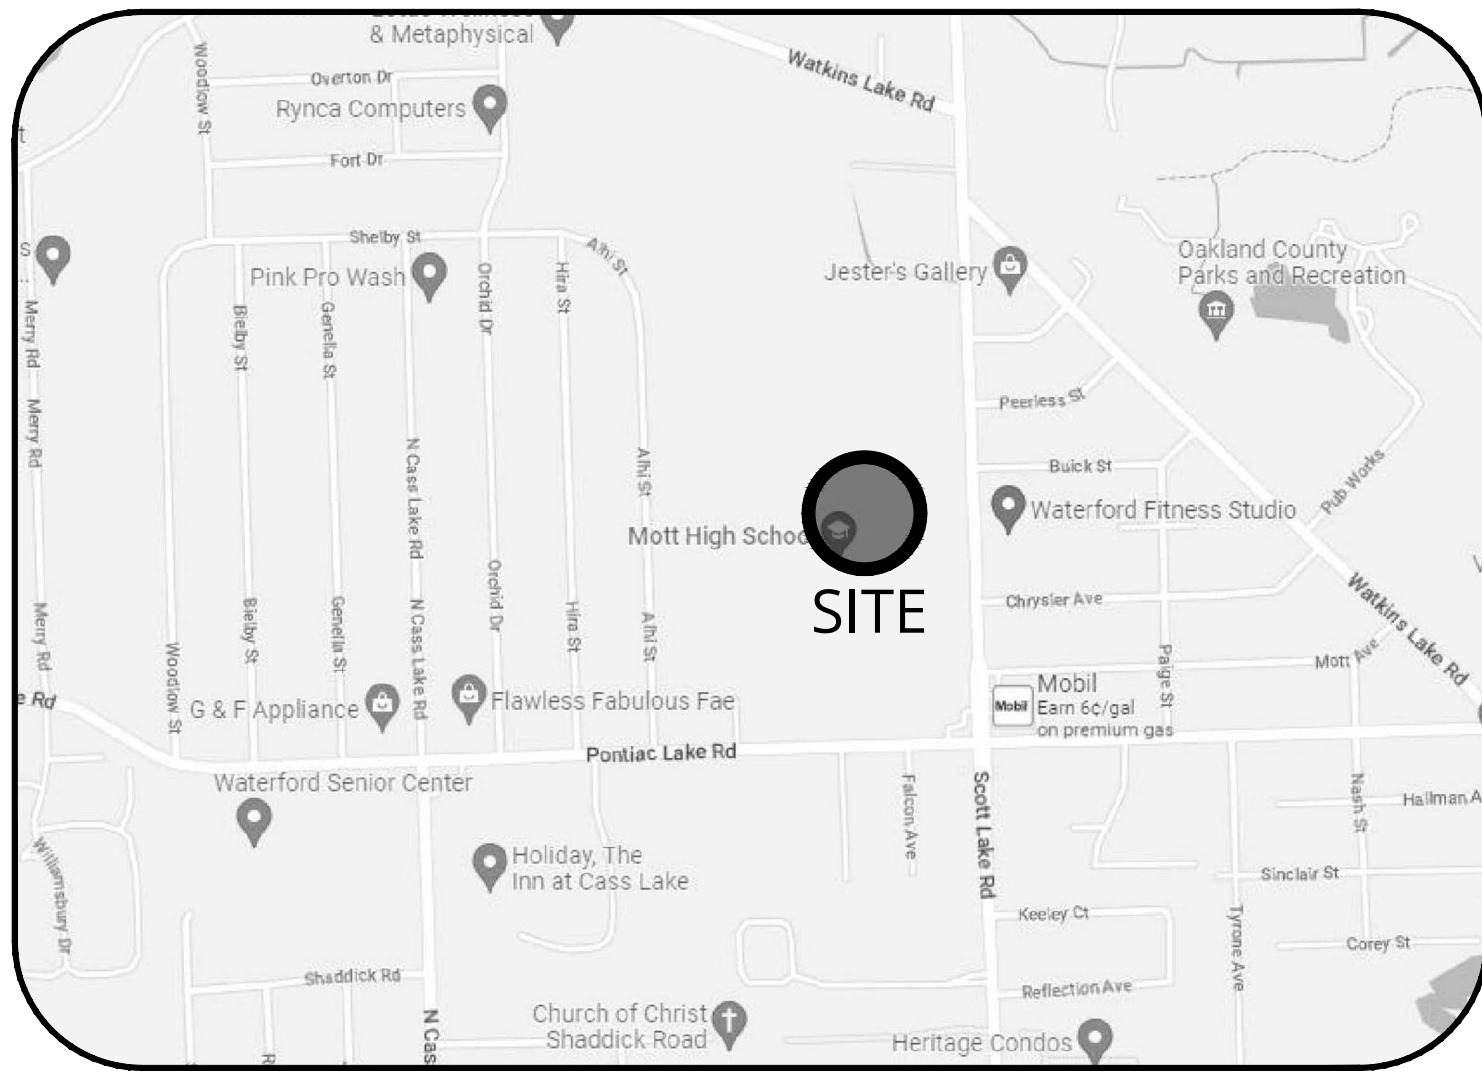 & Metaphysical
Watkins Lake Rd
Woodlow St
Overton Dr
Rynca Computers
Fort Dr
Shelby St
Alhi St
Oakland County
Parks and Recreation
Jester's Gallery
Pink Pro Wash
Orchid Dr
Hira St
Merry Rd
Bielby St
Genella St
Merry Rd
Peerless St
N Cass Lake Rd
Alhi St
Buick St
Pub Works
Waterford Fitness Studio
Mott High
SITE
Orchid Dr
Chrysler Ave
Watkins Lake Rd
Merry Rd
Bielby St
Genella St
N Cass Lake Rd
Hira St
Alhi St
Woodlow St
Paige St
Mott Ave
Mobil
Mobil
Earn 6¢/gal
on premium gas
e Rd
G & F Appliance
Flawless Fabulous Fae
Pontiac Lake Rd
Waterford Senior Center
Falcon Ave
Scott Lake Rd
Nash St
Hallman A
Williamsbury Dr
Holiday, The
Inn at Cass Lake
Sinclair St
Keeley Ct
Tyrone Ave
Corey St
Shaddick Rd
Reflection Ave
N Cas
Church of Christ
Shaddick Road
Heritage Condos